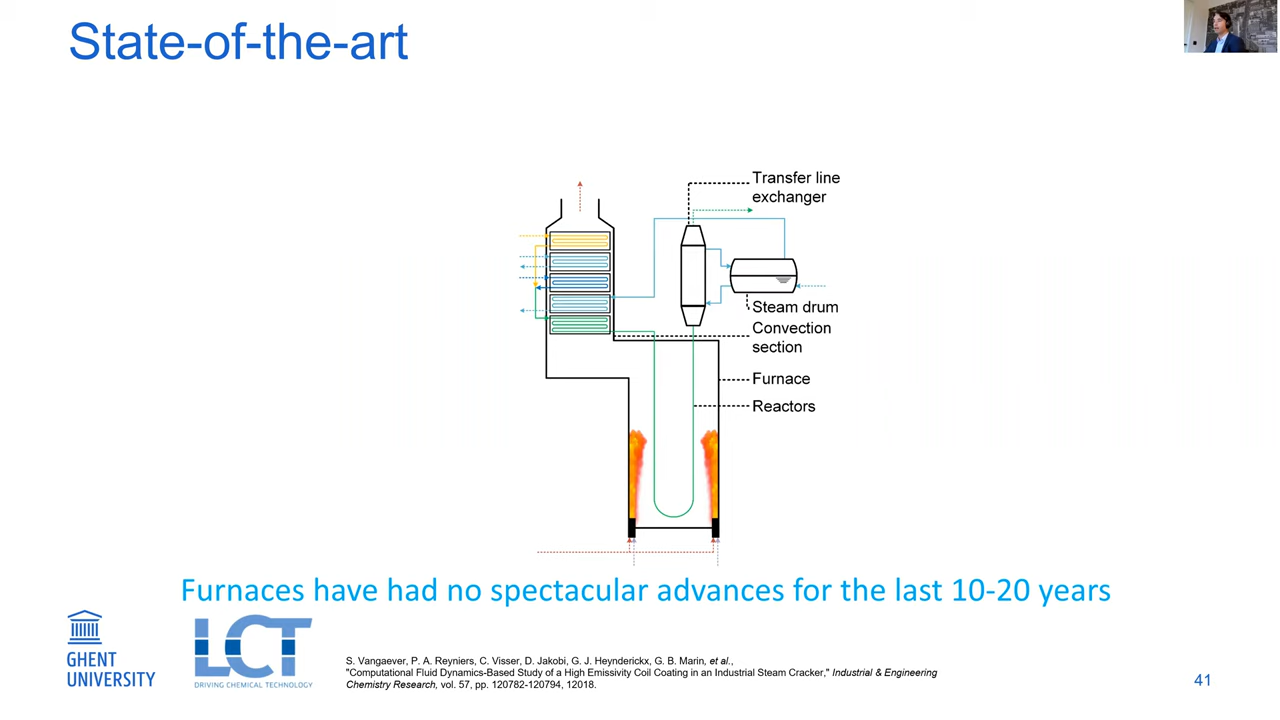 State-of-the-art
Transfer line
exchanger
Steam drum
Convection
section
Furnace
Reactors
Furnaces have had no spectacular advances for the last 10-20 years
GHENT
UNIVERSITY
LCT
DRIVING CHEMICAL TECHNOLOGY
S. Vangaever, P. A. Reyniers, C. Visser, D. Jakobi, G. J. Heynderickx, G. B. Marin, et al.,
"Computational Fluid Dynamics-Based Study of a High Emissivity Coil Coating in an Industrial Steam Cracker," Industrial & Engineering
Chemistry Research, vol. 57, pp. 120782-120794, 12018.
41